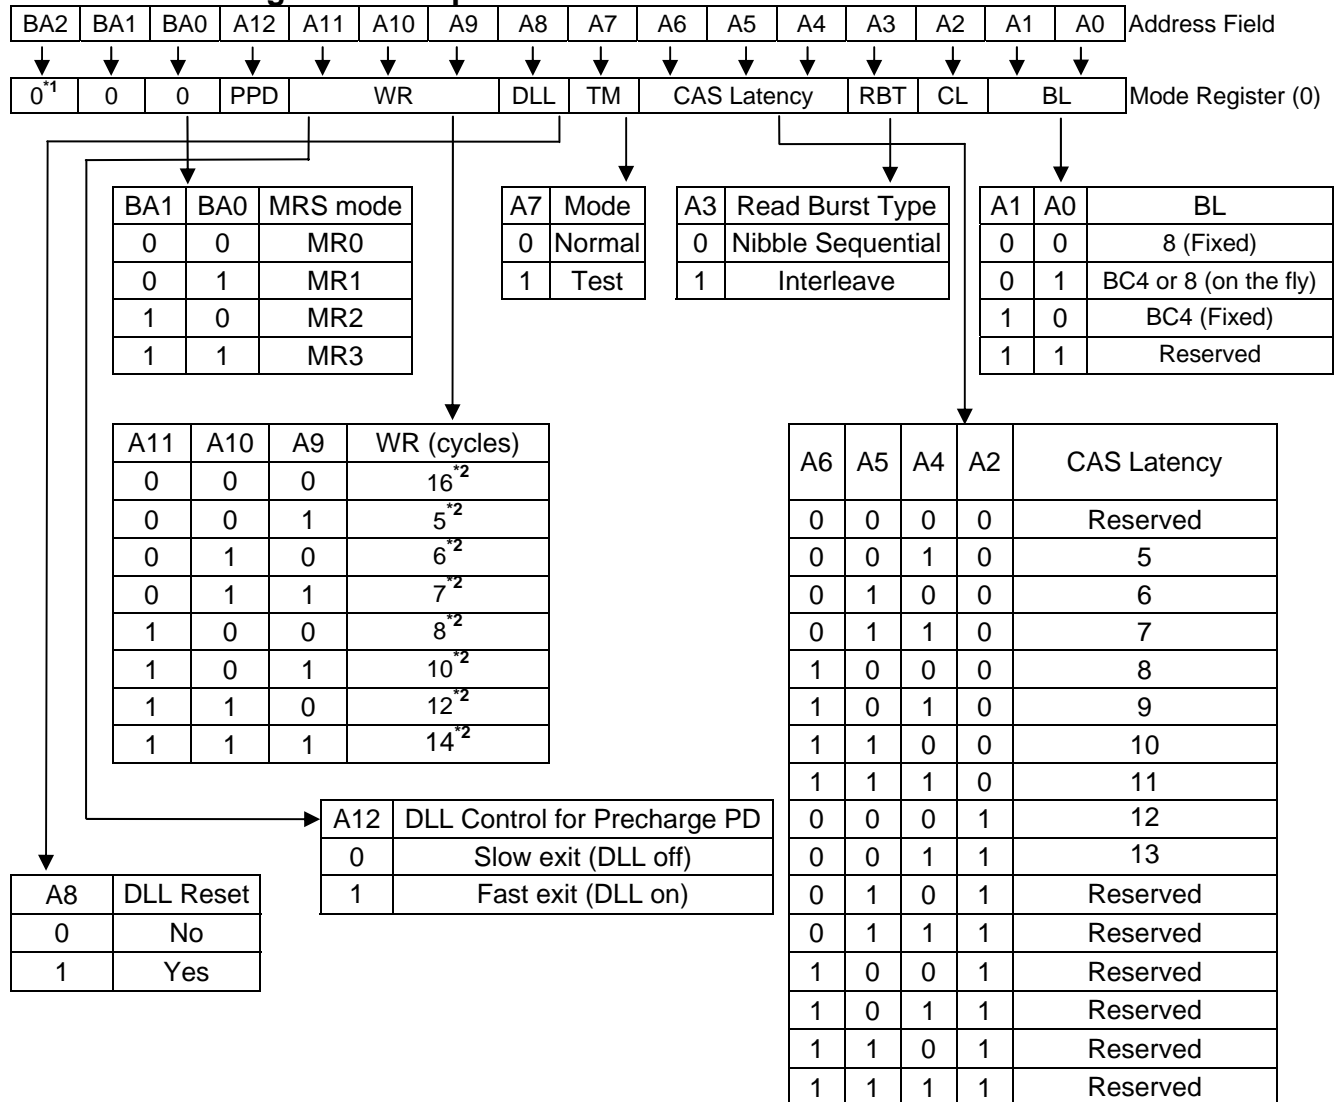 BA2 BA1 BA0 A12 A11 A10 A9 A8 A7 A6 A5 A4 A3 A2 A1 A0 Address Field
0*1 0 0 PPD WR DLL TM CAS Latency RBT CL BL Mode Register (0)
BA1 BA0 MRS mode
0 0 MR0
0 1 MR1
1 0 MR2
1 1 MR3
A7 Mode
0 Normal
1 Test
A3 Read Burst Type
0 Nibble Sequential
1 Interleave
A1 A0 BL
0 0 8 (Fixed)
0 1 BC4 or 8 (on the fly)
1 0 BC4 (Fixed)
1 1 Reserved
A11 A10 A9 WR (cycles)
0 0 0 16*2
0 0 1 5*2
0 1 0 6*2
0 1 1 7*2
1 0 0 8*2
1 0 1 10*2
1 1 0 12*2
1 1 1 14*2
A6 A5 A4 A2 CAS Latency
0 0 0 0 Reserved
0 0 1 0 5
0 1 0 0 6
0 1 1 0 7
1 0 0 0 8
1 0 1 0 9
1 1 0 0 10
1 1 1 0 11
0 0 0 1 12
0 0 1 1 13
0 1 0 1 Reserved
0 1 1 1 Reserved
1 0 0 1 Reserved
1 0 1 1 Reserved
1 1 0 1 Reserved
1 1 1 1 Reserved
A12 DLL Control for Precharge PD
0 Slow exit (DLL off)
1 Fast exit (DLL on)
A8 DLL Reset
0 No
1 Yes